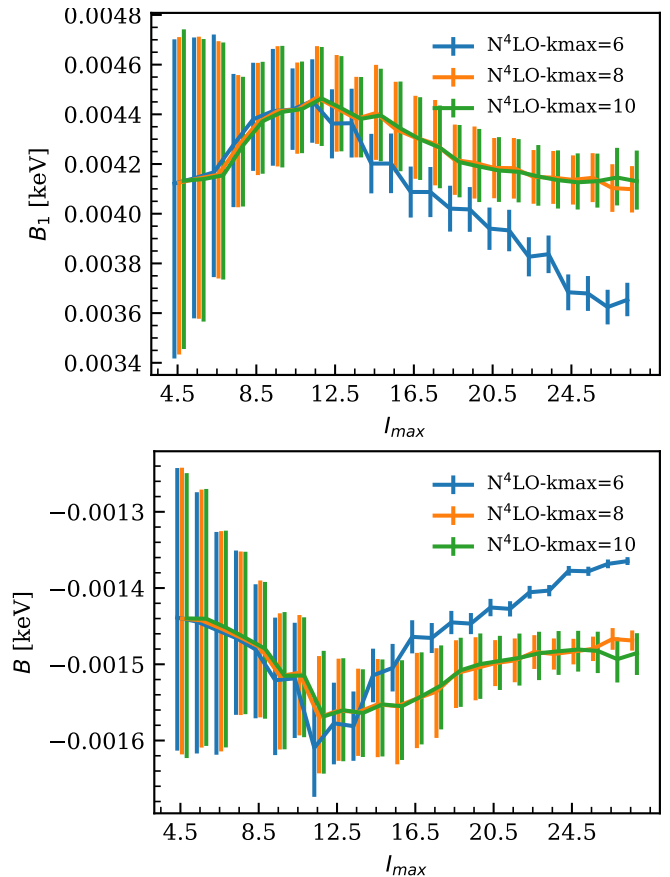 0.0048
0.0046
0.0044
0.0042
0.0040
0.0038
0.0036
0.0034
B₁ [keV]
N⁴LO-kmax=6
N⁴LO-kmax=8
N⁴LO-kmax=10
4.5 8.5 12.5 16.5 20.5 24.5
I_max
−0.0013
−0.0014
−0.0015
−0.0016
B [keV]
N⁴LO-kmax=6
N⁴LO-kmax=8
N⁴LO-kmax=10
4.5 8.5 12.5 16.5 20.5 24.5
I_max